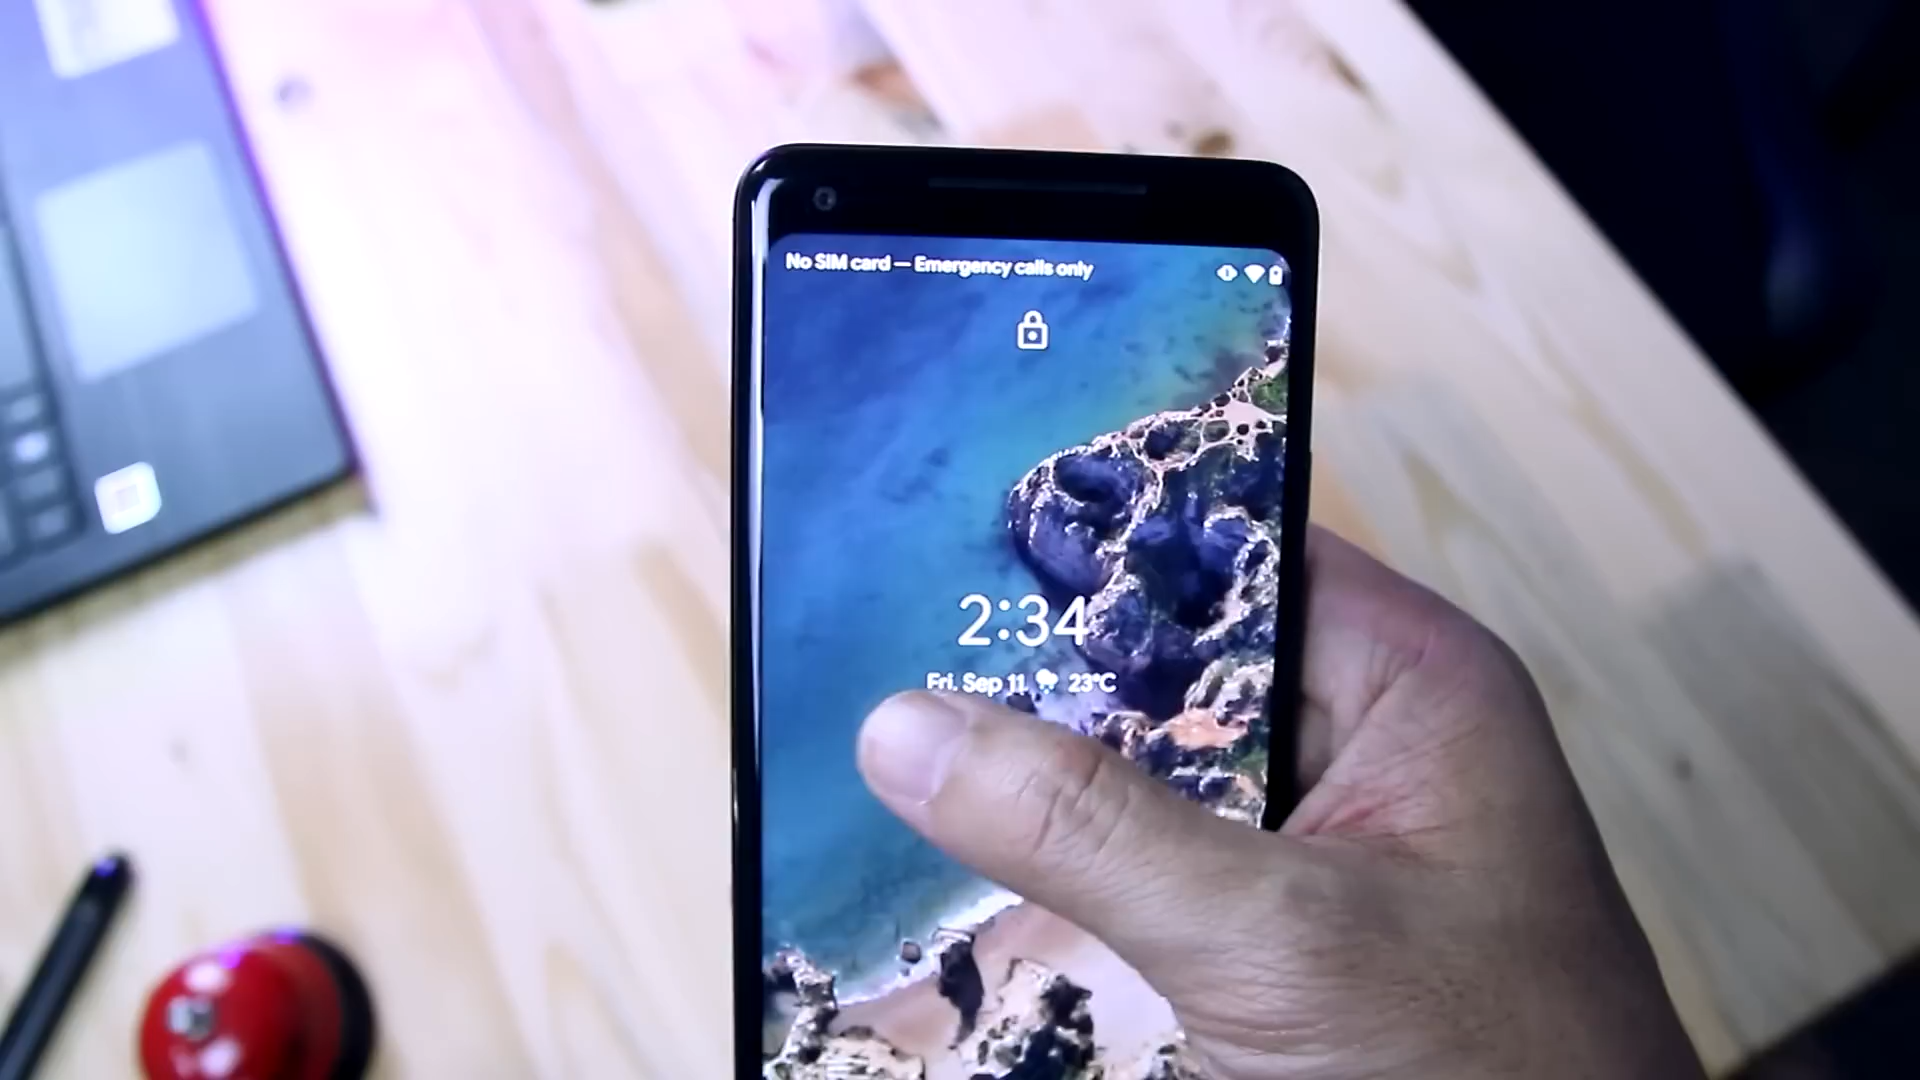 No SIM card — Emergency calls only
2:34
Fri, Sep 11 23°C